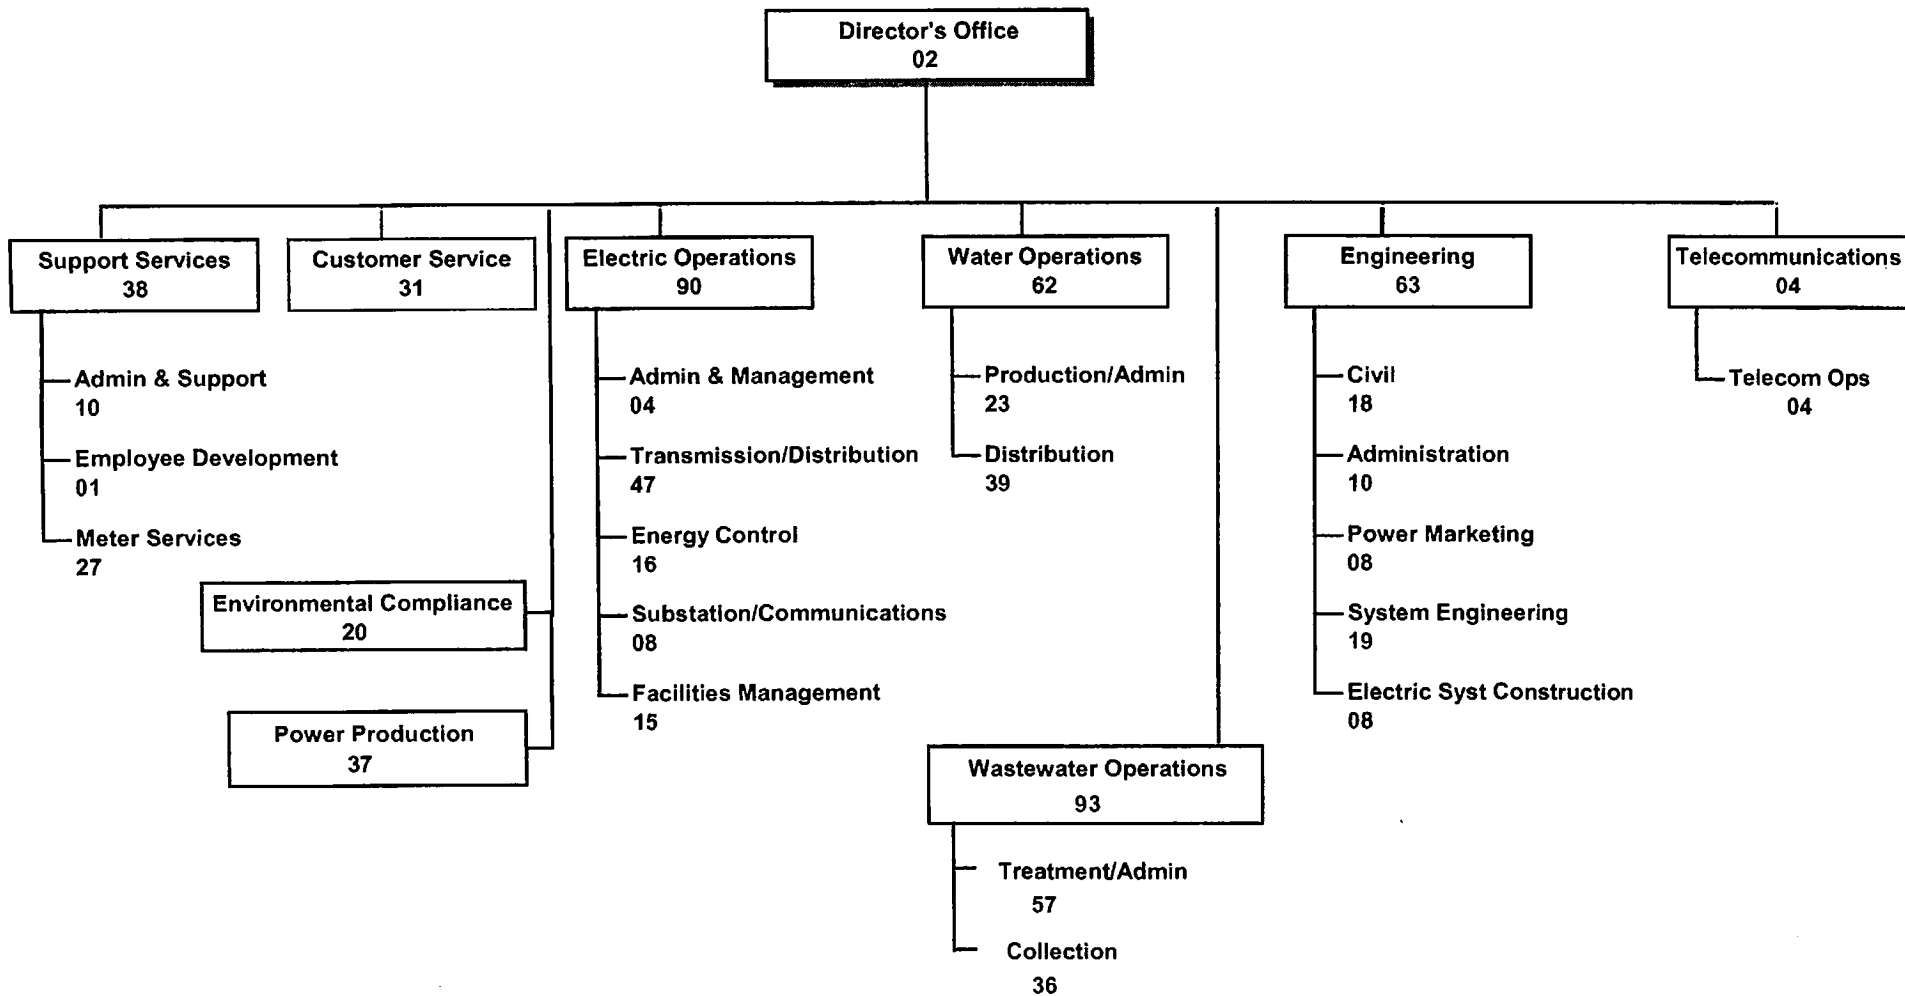 Director's Office
02
Support Services
38
Admin & Support
10
Employee Development
01
Meter Services
27
Customer Service
31
Environmental Compliance
20
Power Production
37
Electric Operations
90
Admin & Management
04
Transmission/Distribution
47
Energy Control
16
Substation/Communications
08
Facilities Management
15
Water Operations
62
Production/Admin
23
Distribution
39
Wastewater Operations
93
Treatment/Admin
57
Collection
36
Engineering
63
Civil
18
Administration
10
Power Marketing
08
System Engineering
19
Electric Syst Construction
08
Telecommunications
04
Telecom Ops
04